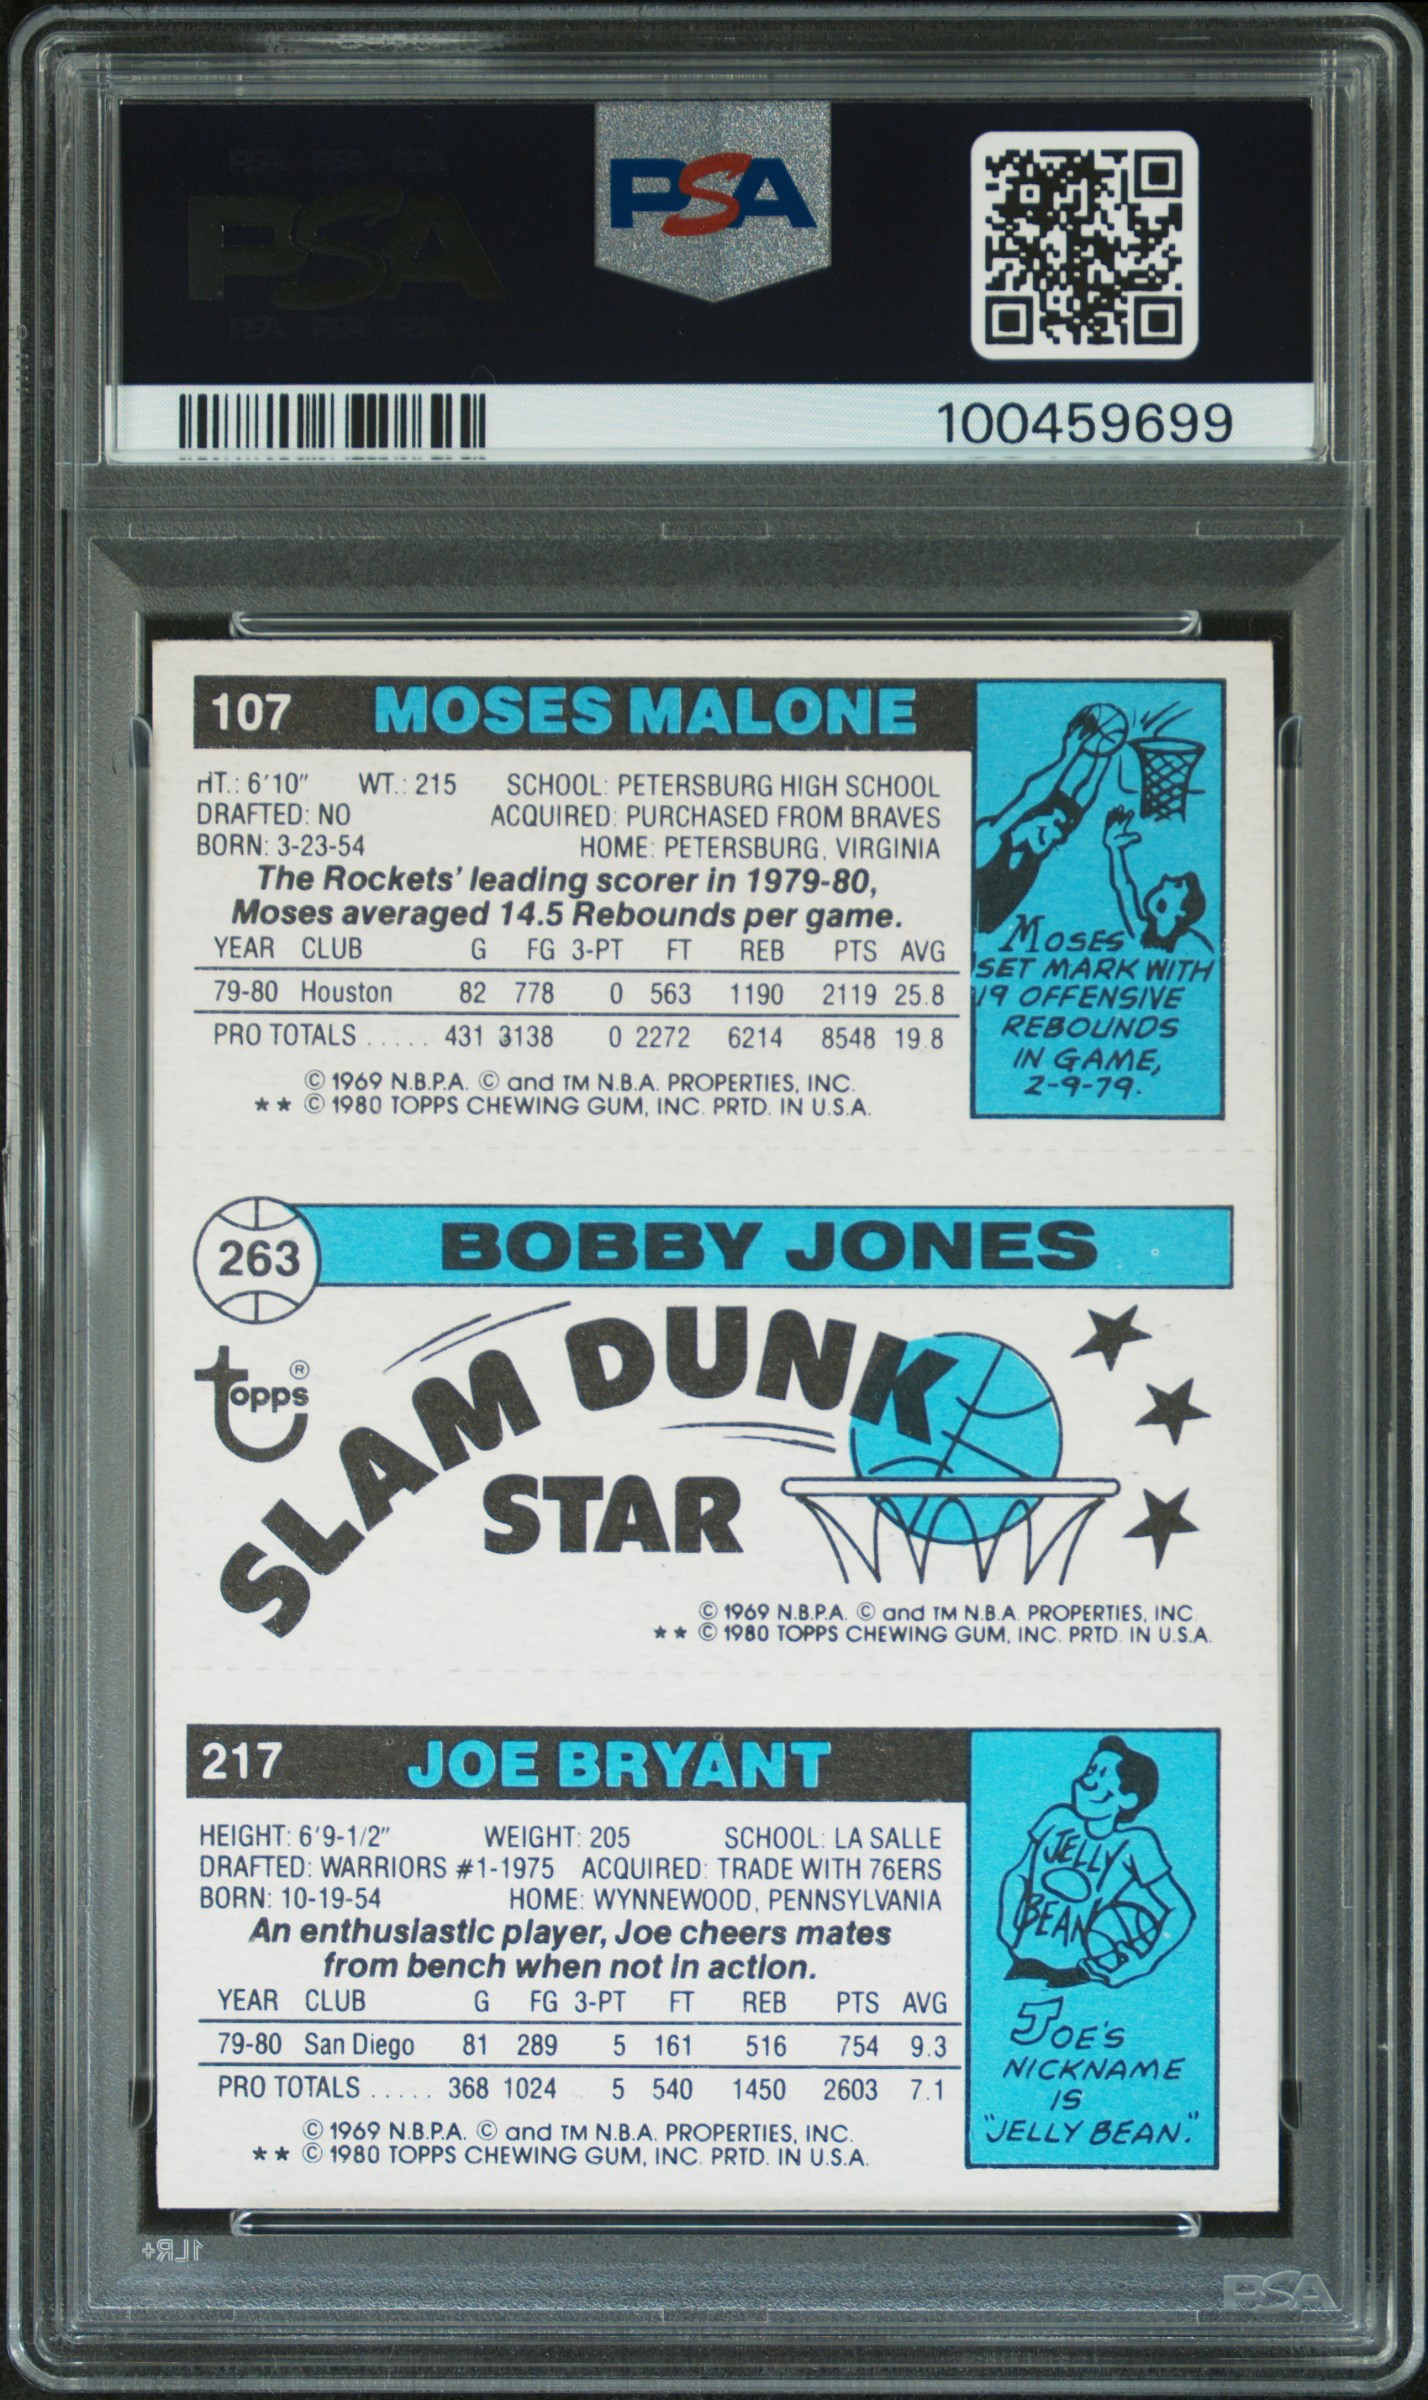 PSA PSA PSA
PSA
PSA PSA PSA
PSA
100459699
107 MOSES MALONE
HT.: 6'10" WT.: 215 SCHOOL: PETERSBURG HIGH SCHOOL
DRAFTED: NO ACQUIRED: PURCHASED FROM BRAVES
BORN: 3-23-54 HOME: PETERSBURG, VIRGINIA
The Rockets' leading scorer in 1979-80,
Moses averaged 14.5 Rebounds per game.
YEAR CLUB G FG 3-PT FT REB PTS AVG
79-80 Houston 82 778 0 563 1190 2119 25.8
PRO TOTALS ..... 431 3138 0 2272 6214 8548 19.8
© 1969 N.B.P.A. © and TM N.B.A. PROPERTIES, INC.
★★ © 1980 TOPPS CHEWING GUM, INC. PRTD. IN U.S.A.
MOSES
SET MARK WITH
19 OFFENSIVE
REBOUNDS
IN GAME,
2-9-79.
263 BOBBY JONES
topps ®
SLAM DUNK
STAR
© 1969 N.B.P.A. © and TM N.B.A. PROPERTIES, INC.
★★ © 1980 TOPPS CHEWING GUM, INC. PRTD. IN U.S.A.
217 JOE BRYANT
HEIGHT: 6'9-1/2" WEIGHT: 205 SCHOOL: LA SALLE
DRAFTED: WARRIORS #1-1975 ACQUIRED: TRADE WITH 76ERS
BORN: 10-19-54 HOME: WYNNEWOOD, PENNSYLVANIA
An enthusiastic player, Joe cheers mates
from bench when not in action.
YEAR CLUB G FG 3-PT FT REB PTS AVG
79-80 San Diego 81 289 5 161 516 754 9.3
PRO TOTALS ..... 368 1024 5 540 1450 2603 7.1
© 1969 N.B.P.A. © and TM N.B.A. PROPERTIES, INC.
★★ © 1980 TOPPS CHEWING GUM, INC. PRTD. IN U.S.A.
JELLY
BEAN
JOE'S
NICKNAME
IS
"JELLY BEAN."
1LR+
PSA